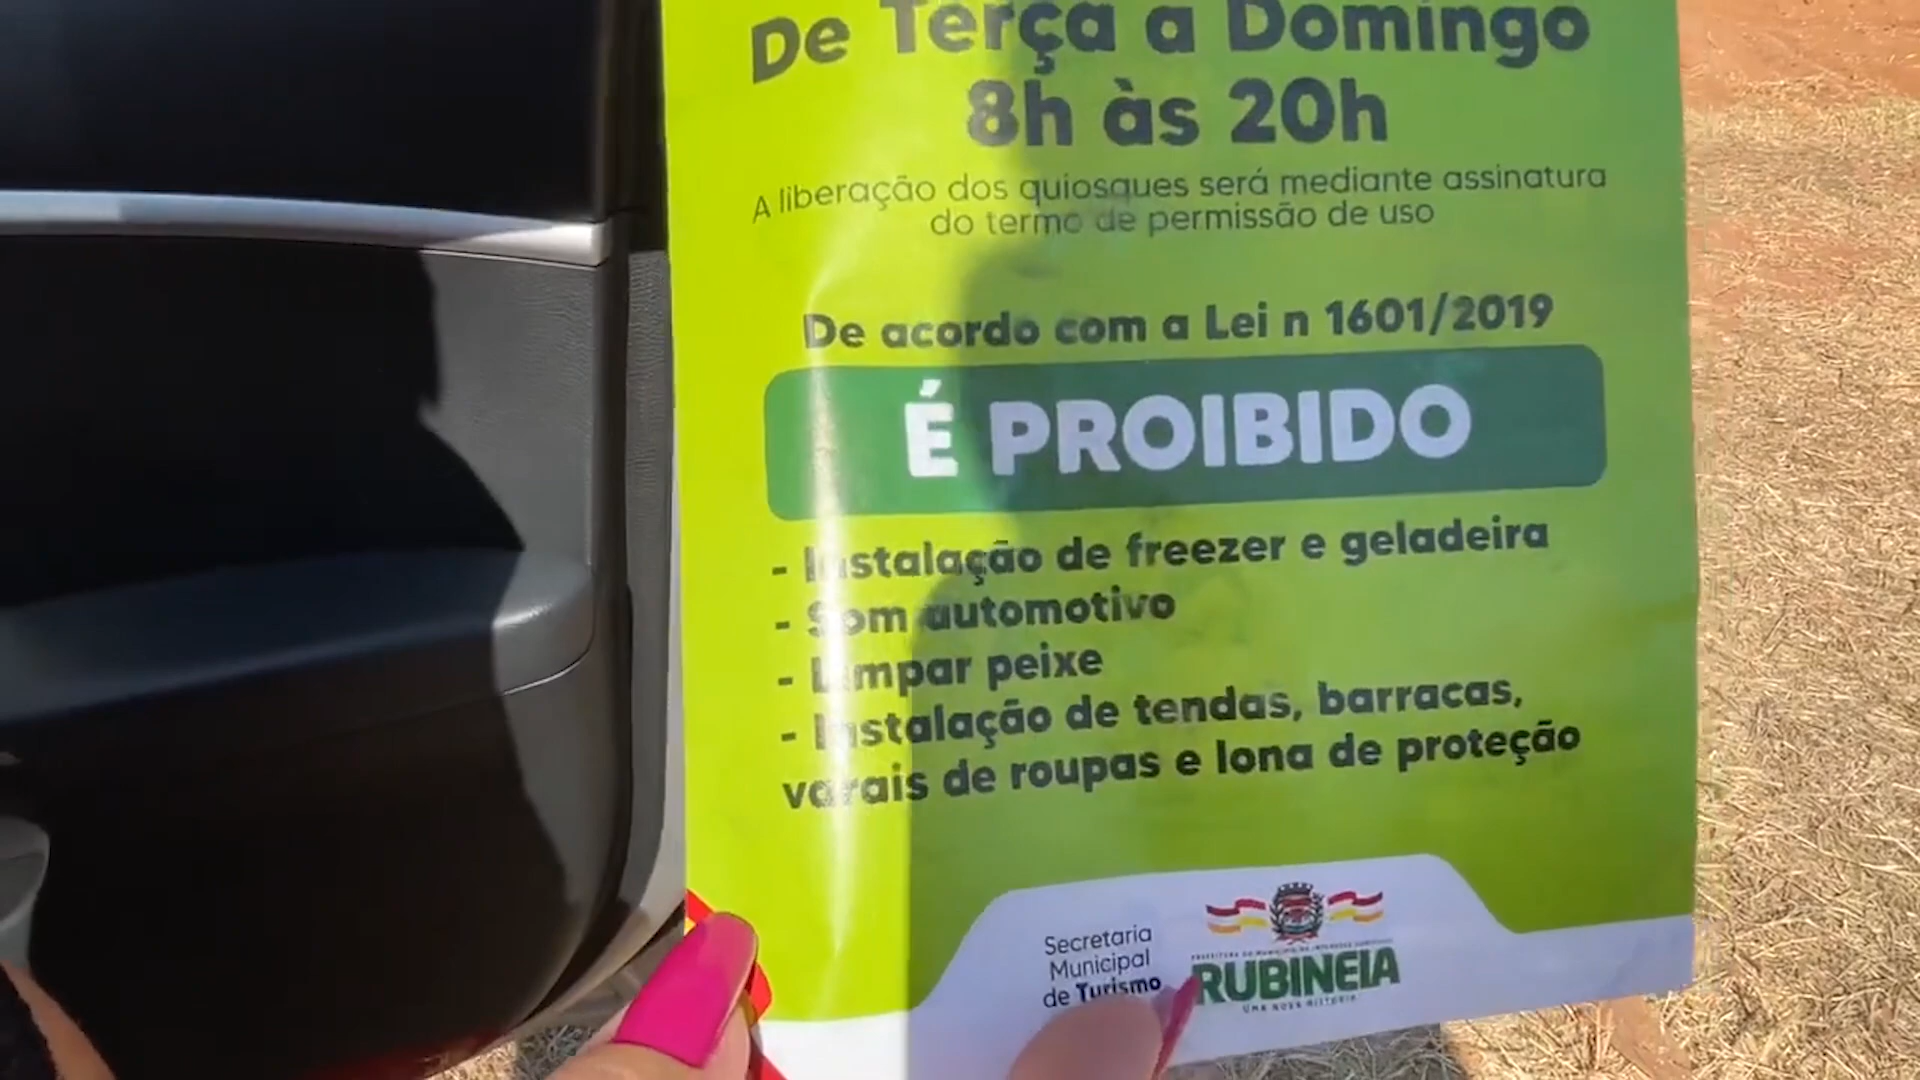 De Terça a Domingo
8h às 20h
A liberação dos quiosques será mediante assinatura
do termo de permissão de uso
De acordo com a Lei n 1601/2019
É PROIBIDO
- Instalação de freezer e geladeira
- Som automotivo
- Limpar peixe
- Instalação de tendas, barracas,
varais de roupas e lona de proteção
Secretaria
Municipal
de Turismo
RUBINEIA
UMA NOVA HISTÓRIA